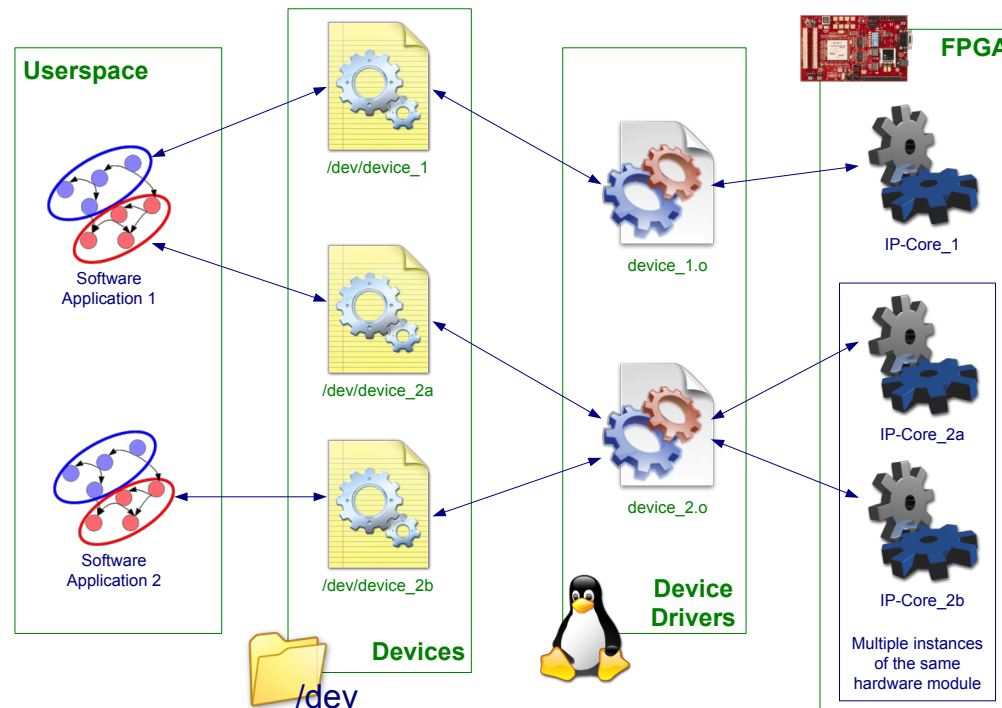 Userspace
Software
Application 1
Software
Application 2
/dev/device_1
/dev/device_2a
/dev/device_2b
Devices
/dev
device_1.o
device_2.o
Device
Drivers
FPGA
IP-Core_1
IP-Core_2a
IP-Core_2b
Multiple instances
of the same
hardware module